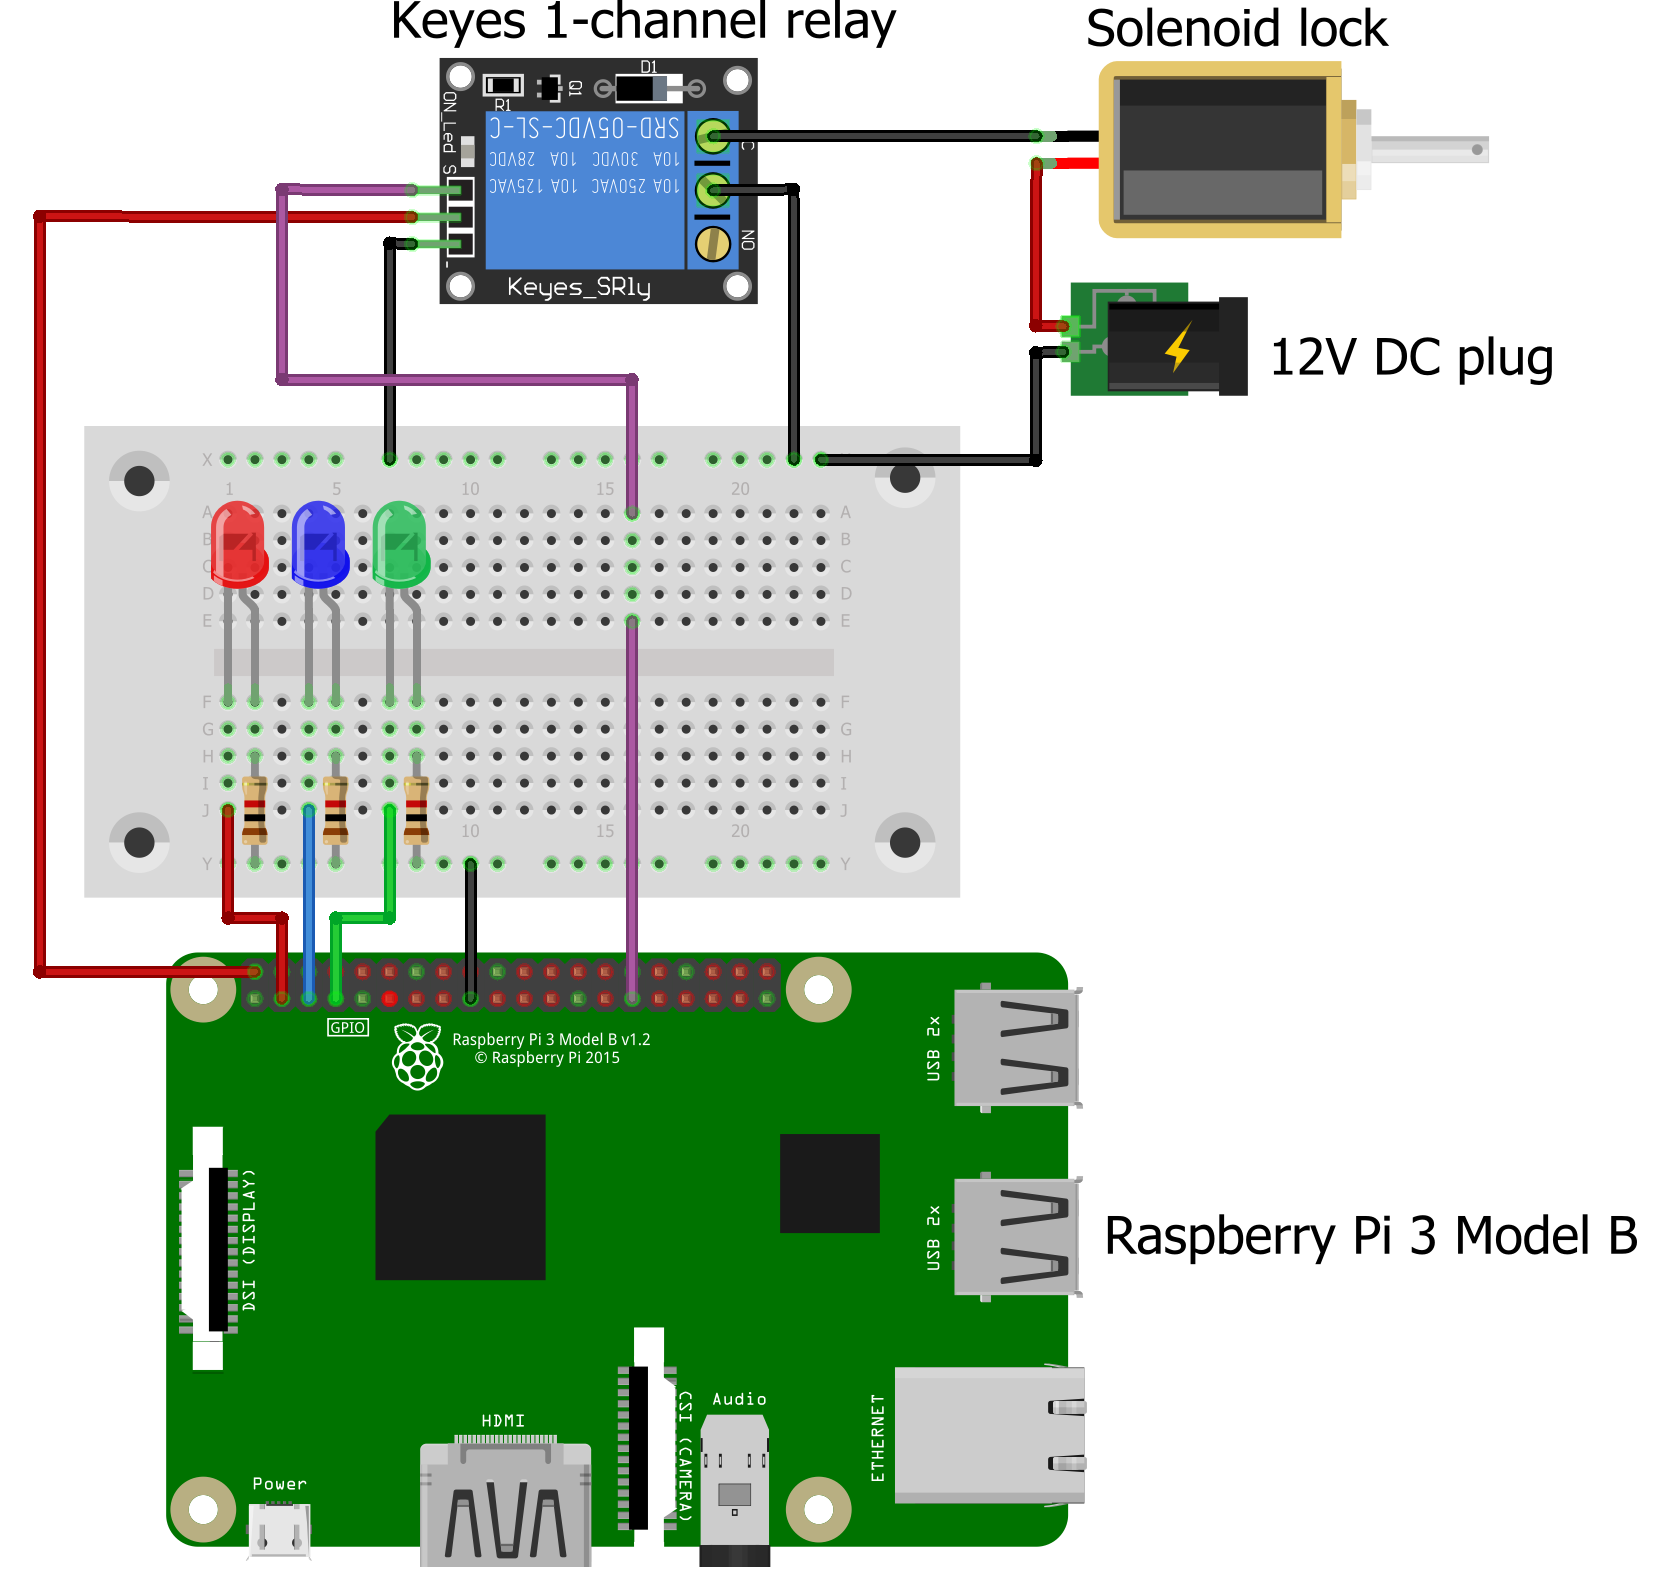 Keyes 1-channel relay
Solenoid lock
D1
R1
Q1
ON_Led
S
-
SRD-05VDC-SL-C
10A 30VDC 10A 28VDC
10A 250VAC 10A 125VAC
C
NO
Keyes_SRly
12V DC plug
X X
1 5 10 15 20
A A
B B
C C
D D
E E
F F
G G
H H
I I
J J
10 15 20
Y Y
GPIO
Raspberry Pi 3 Model B v1.2
© Raspberry Pi 2015
USB 2x
USB 2x
Raspberry Pi 3 Model B
DSI (DISPLAY)
CSI (CAMERA)
Audio
HDMI
ETHERNET
Power